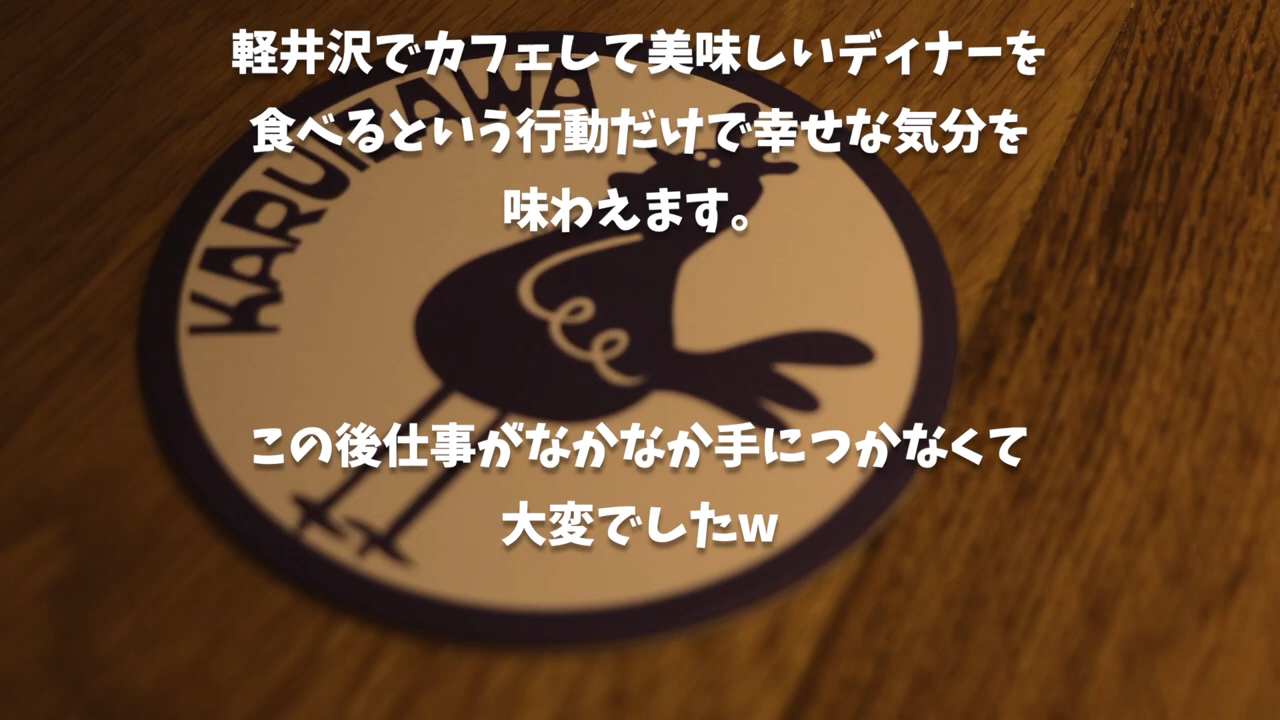 軽井沢でカフェして美味しいディナーを
食べるという行動だけで幸せな気分を
味わえます。
KARUIZAWA
この後仕事がなかなか手につかなくて
大変でしたw